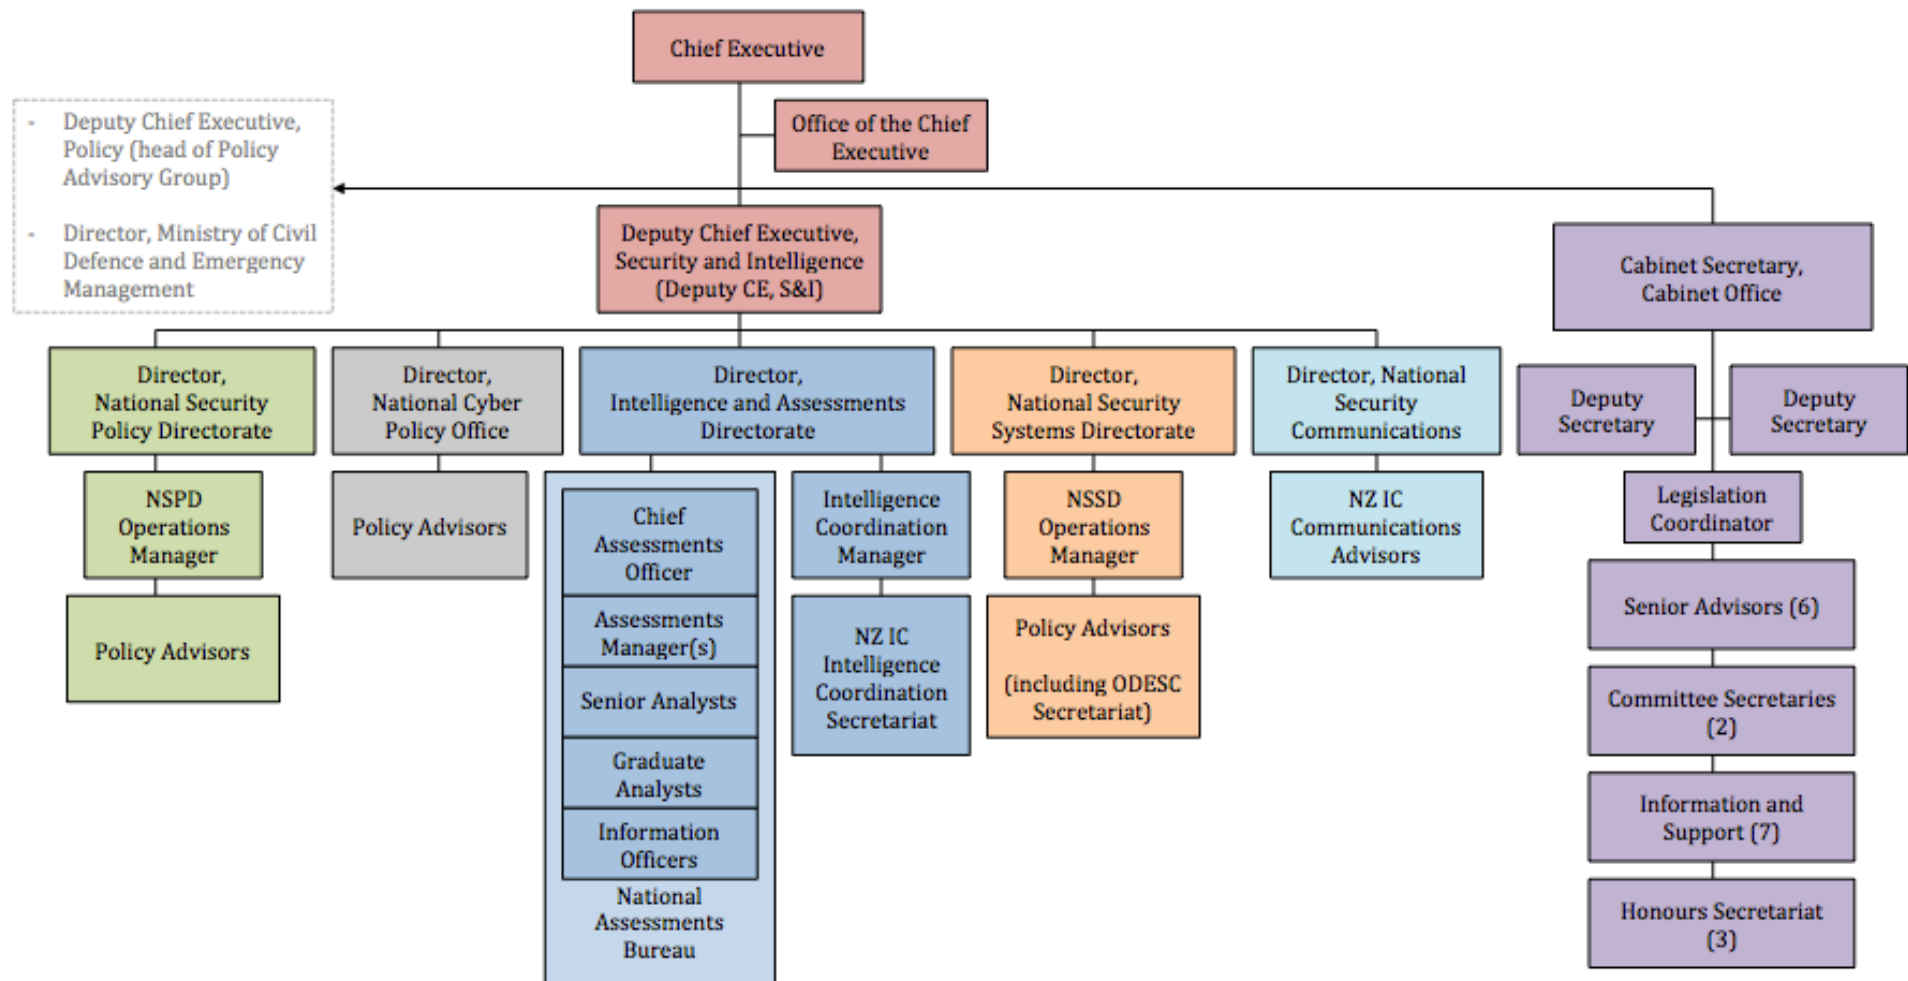 Chief Executive
Office of the Chief
Executive
- Deputy Chief Executive,
Policy (head of Policy
Advisory Group)
- Director, Ministry of Civil
Defence and Emergency
Management
Deputy Chief Executive,
Security and Intelligence
(Deputy CE, S&I)
Cabinet Secretary,
Cabinet Office
Director,
National Security
Policy Directorate
Director,
National Cyber
Policy Office
Director,
Intelligence and Assessments
Directorate
Director,
National Security
Systems Directorate
Director, National
Security
Communications
Deputy
Secretary
Deputy
Secretary
NSPD
Operations
Manager
Policy Advisors
Policy Advisors
Chief
Assessments
Officer
Assessments
Manager(s)
Senior Analysts
Graduate
Analysts
Information
Officers
National
Assessments
Bureau
Intelligence
Coordination
Manager
NZ IC
Intelligence
Coordination
Secretariat
NSSD
Operations
Manager
Policy Advisors
(including ODESC
Secretariat)
NZ IC
Communications
Advisors
Legislation
Coordinator
Senior Advisors (6)
Committee Secretaries
(2)
Information and
Support (7)
Honours Secretariat
(3)